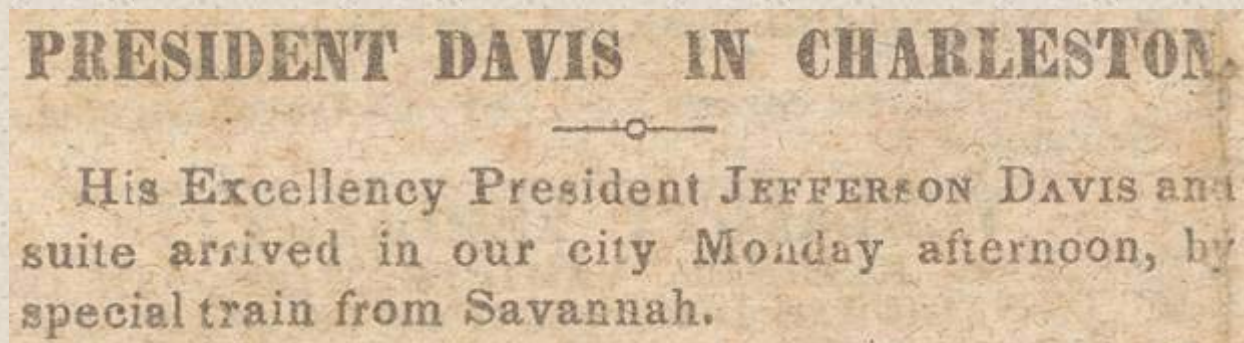 PRESIDENT DAVIS IN CHARLESTON.
His Excellency President JEFFERSON DAVIS and
suite arrived in our city Monday afternoon, by
special train from Savannah.